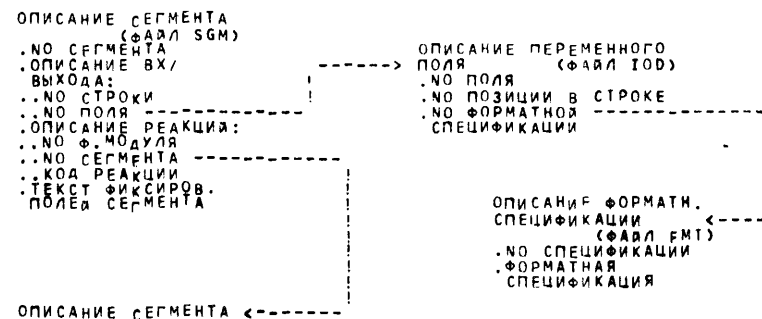 ОПИСАНИЕ СЕГМЕНТА
(ФАЙЛ SGM)
.NO СЕГМЕНТА
.ОПИСАНИЕ ВХ/
ВЫХОДА:
..NO СТРОКИ
..NO ПОЛЯ
.ОПИСАНИЕ РЕАКЦИЙ:
..NO Ф.МОДУЛЯ
..NO СЕГМЕНТА
..КОД РЕАКЦИИ
.ТЕКСТ ФИКСИРОВ.
ПОЛЕЙ СЕГМЕНТА
ОПИСАНИЕ ПЕРЕМЕННОГО
ПОЛЯ (ФАЙЛ IOD)
.NO ПОЛЯ
.NO ПОЗИЦИИ В СТРОКЕ
.NO ФОРМАТНОЙ
СПЕЦИФИКАЦИИ
ОПИСАНИЕ ФОРМАТН.
СПЕЦИФИКАЦИИ
(ФАЙЛ FMT)
.NO СПЕЦИФИКАЦИИ
.ФОРМАТНАЯ
СПЕЦИФИКАЦИЯ
ОПИСАНИЕ СЕГМЕНТА